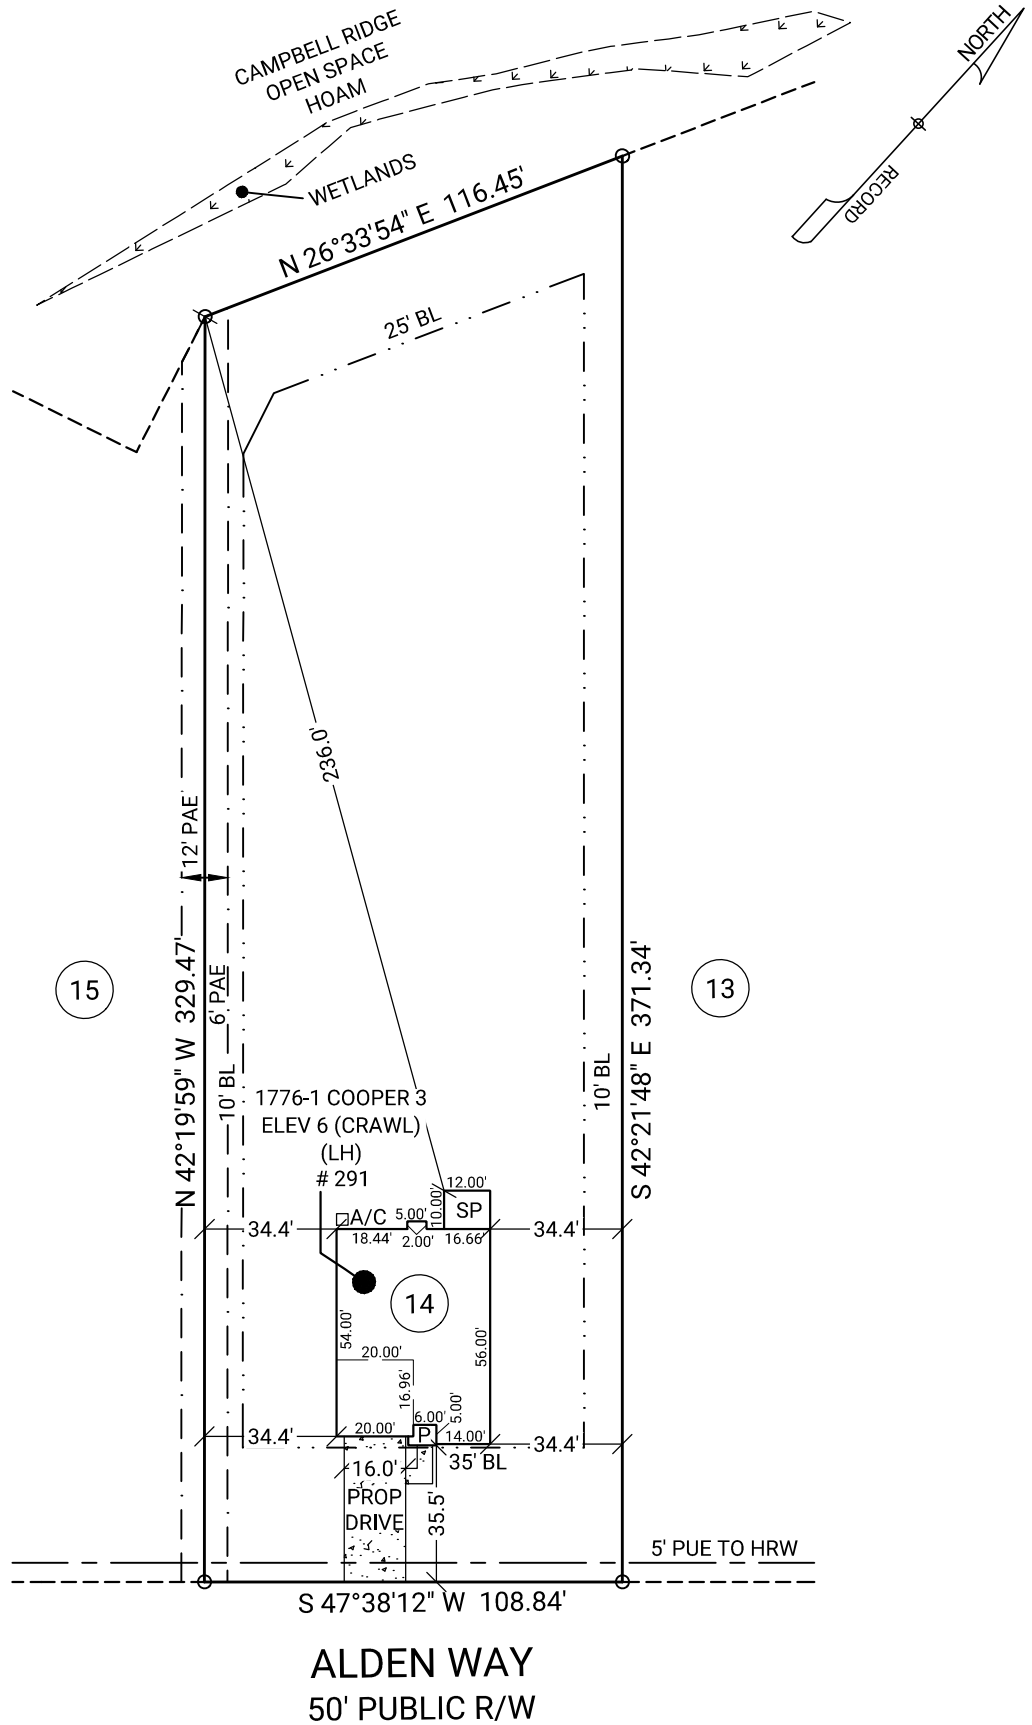 CAMPBELL RIDGE
OPEN SPACE
HOAM
NORTH
RECORD
WETLANDS
N 26°33'54" E 116.45'
25' BL
236.0'
12' PAE
15
N 42°19'59" W 329.47'
6' PAE
10' BL
10' BL
S 42°21'48" E 371.34'
13
1776-1 COOPER 3
ELEV 6 (CRAWL)
(LH)
# 291
12.00'
10.00'
SP
A/C
5.00'
34.4'
18.44'
2.00'
16.66'
34.4'
14
54.00'
56.00'
20.00'
16.96'
6.00'
5.00'
34.4'
20.00'
P
14.00'
34.4'
16.0'
35' BL
PROP
DRIVE
35.5'
5' PUE TO HRW
S 47°38'12" W 108.84'
ALDEN WAY
50' PUBLIC R/W